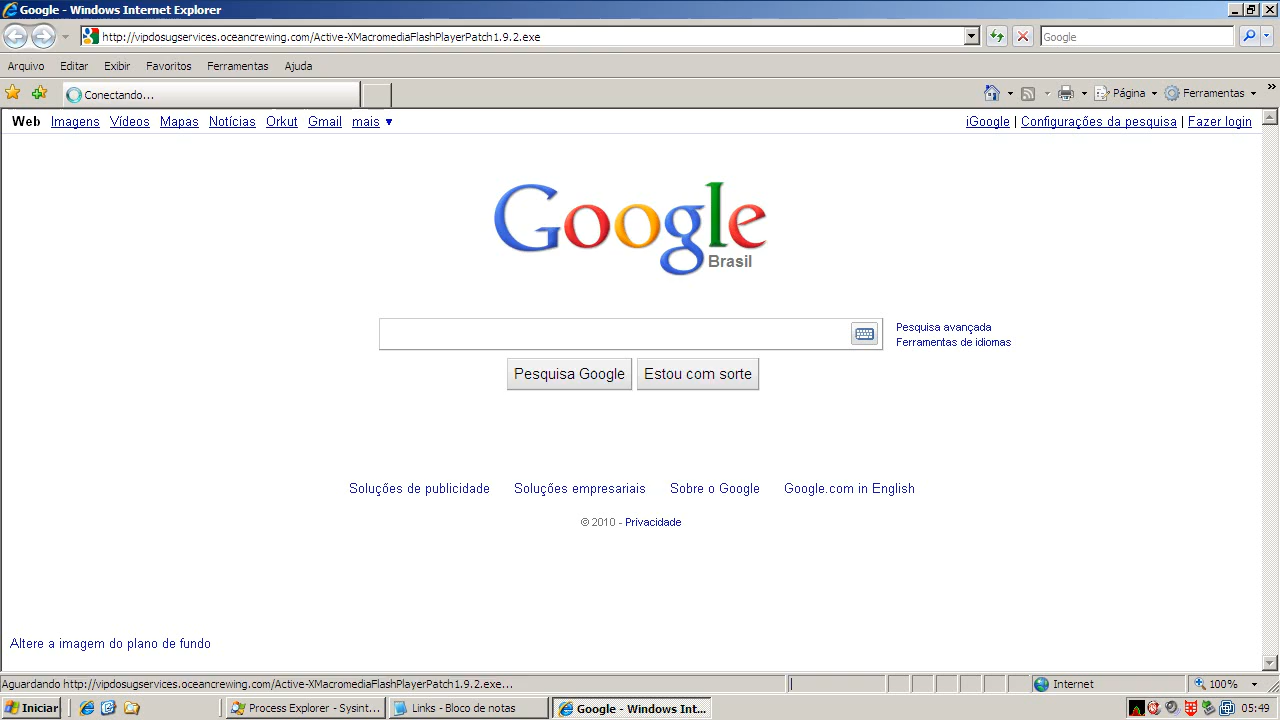 Google - Windows Internet Explorer
http://vipdosugservices.oceancrewing.com/Active-XMacromediaFlashPlayerPatch1.9.2.exe
Google
Arquivo Editar Exibir Favoritos Ferramentas Ajuda
Conectando...
Página Ferramentas
Web Imagens Vídeos Mapas Notícias Orkut Gmail mais ▼
iGoogle | Configurações da pesquisa | Fazer login
Google
Brasil
Pesquisa avançada
Ferramentas de idiomas
Pesquisa Google Estou com sorte
Soluções de publicidade Soluções empresariais Sobre o Google Google.com in English
© 2010 - Privacidade
Altere a imagem do plano de fundo
Aguardando http://vipdosugservices.oceancrewing.com/Active-XMacromediaFlashPlayerPatch1.9.2.exe...
Internet 100%
Iniciar Process Explorer - Sysint... Links - Bloco de notas Google - Windows Int... 05:49